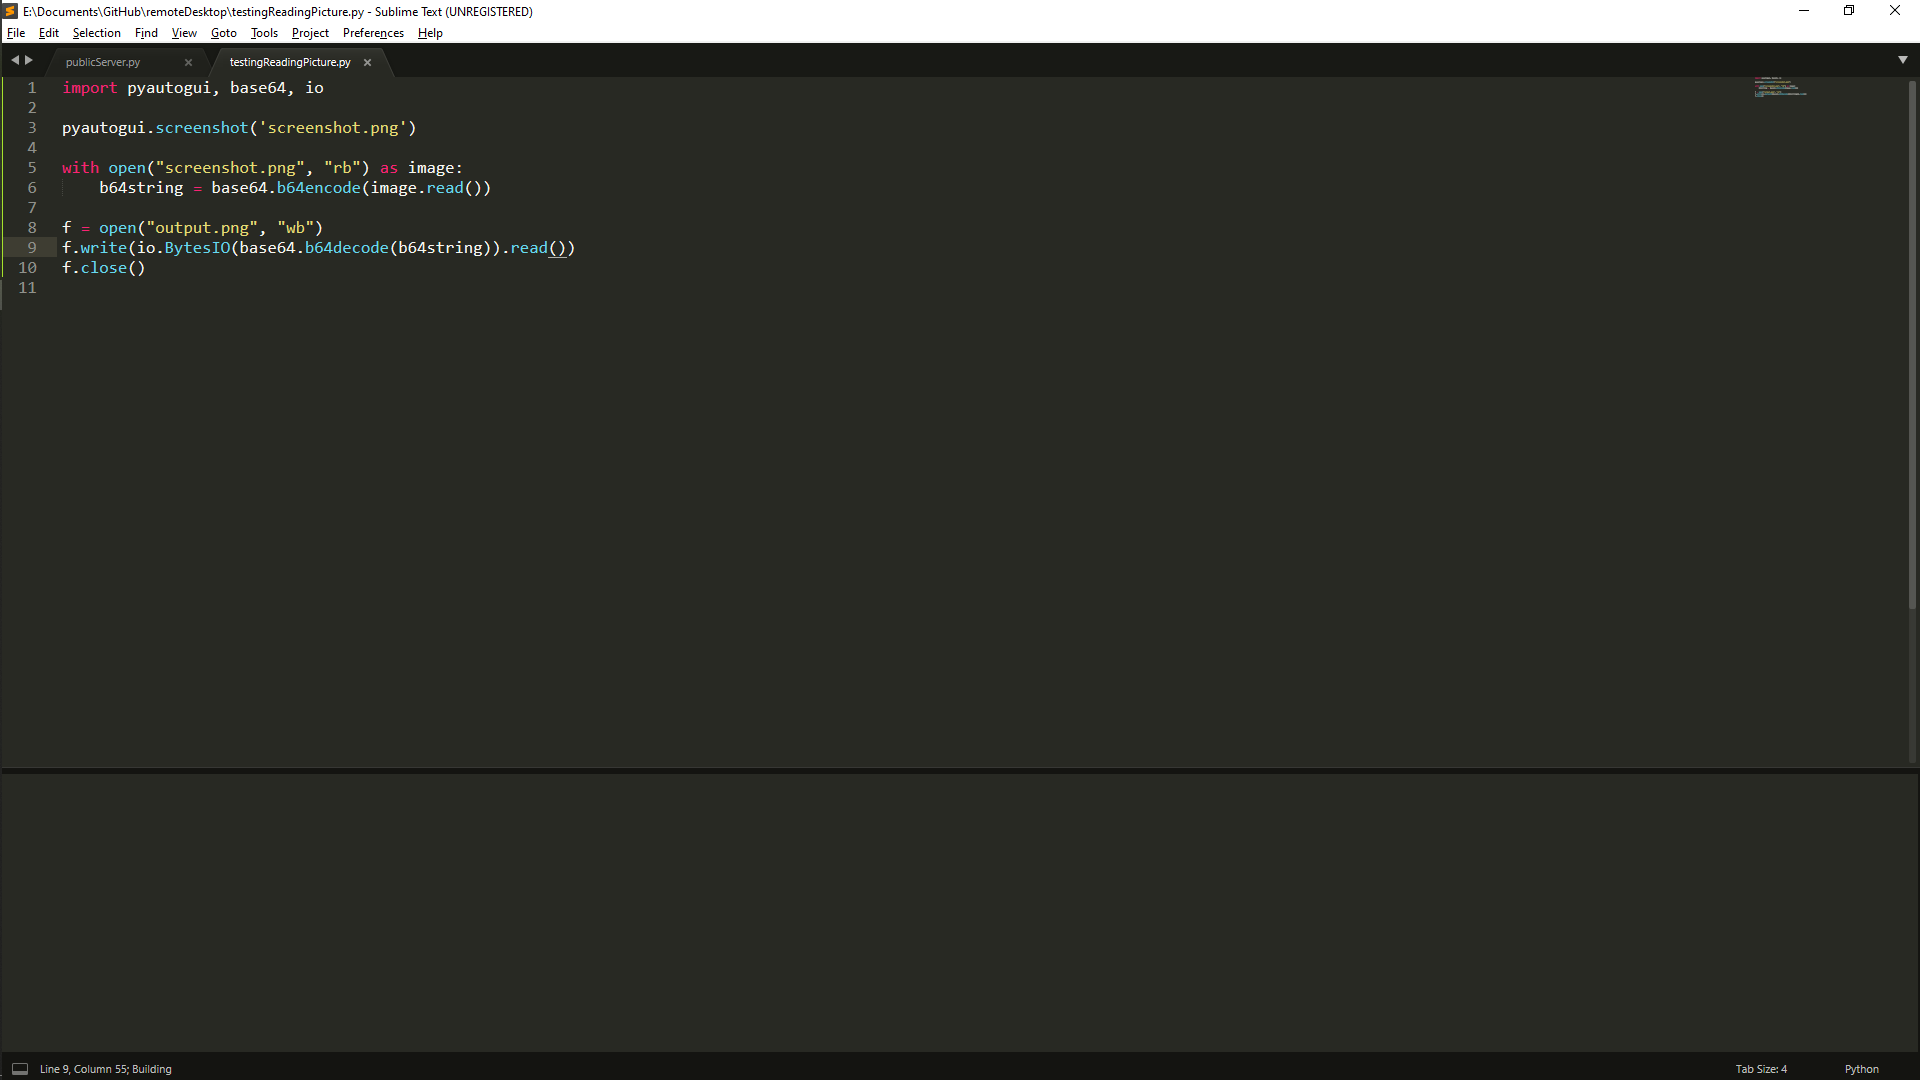 E:\Documents\GitHub\remoteDesktop\testingReadingPicture.py - Sublime Text (UNREGISTERED)
File Edit Selection Find View Goto Tools Project Preferences Help
publicServer.py × testingReadingPicture.py ×
1 import pyautogui, base64, io
2
3 pyautogui.screenshot('screenshot.png')
4
5 with open("screenshot.png", "rb") as image:
6     b64string = base64.b64encode(image.read())
7
8 f = open("output.png", "wb")
9 f.write(io.BytesIO(base64.b64decode(b64string)).read())
10 f.close()
11
Line 9, Column 55; Building Tab Size: 4 Python